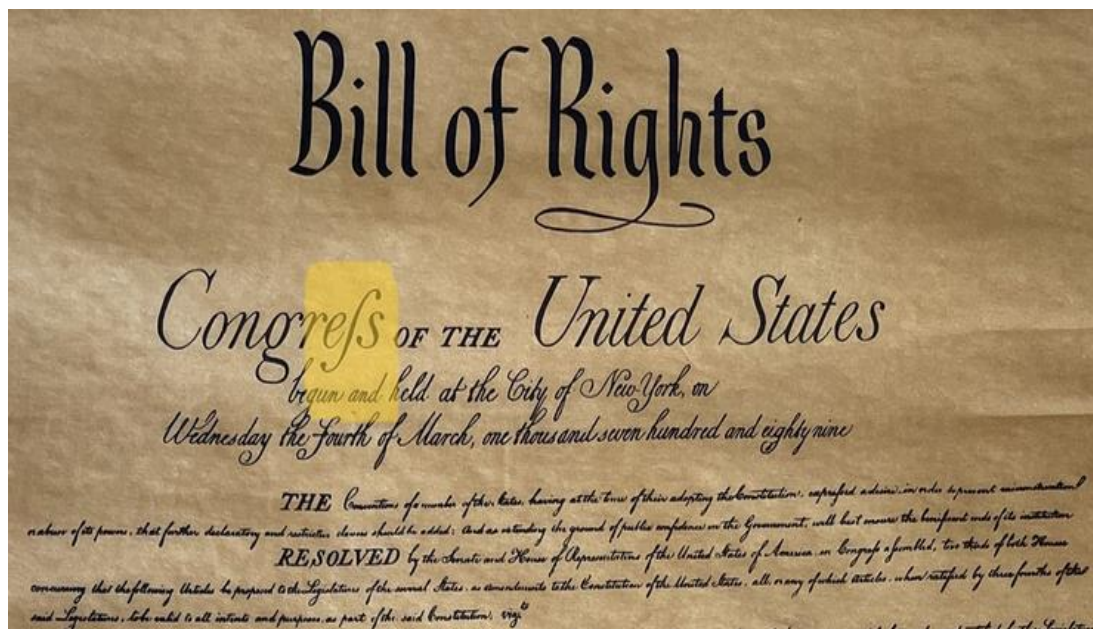 Bill of Rights
Congreſs OF THE United States
begun and held at the City of New-York, on
Wednesday the Fourth of March, one thousand seven hundred and eighty nine
THE Conventions of a number of the States, having at the time of their adopting the Constitution, expreſsed a desire, in order to prevent
or abuse of its powers, that further declaratory and restrictive clauses should be added: And as extending the ground of public confidence in the Government, will best ensure the beneficent ends of its institution
RESOLVED by the Senate and House of Representatives of the United States of America, in Congreſs aſsembled, two thirds of both Houses
concurring that the following Articles be proposed to the Legislatures of the several States, as amendments to the Constitution of the United States, all, or any of which Articles, when ratified by three fourths of the
said Legislatures, to be valid to all intents and purposes, as part of the said Constitution; vizt